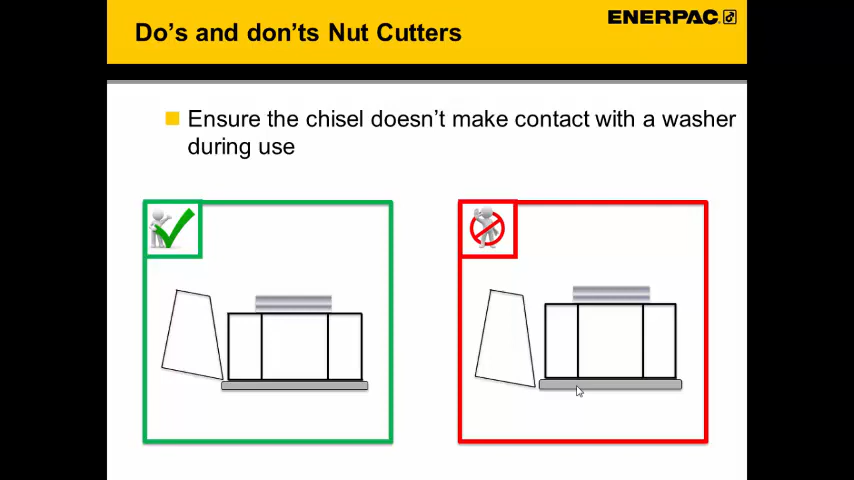 Do's and don'ts Nut Cutters
ENERPAC
Ensure the chisel doesn't make contact with a washer
during use